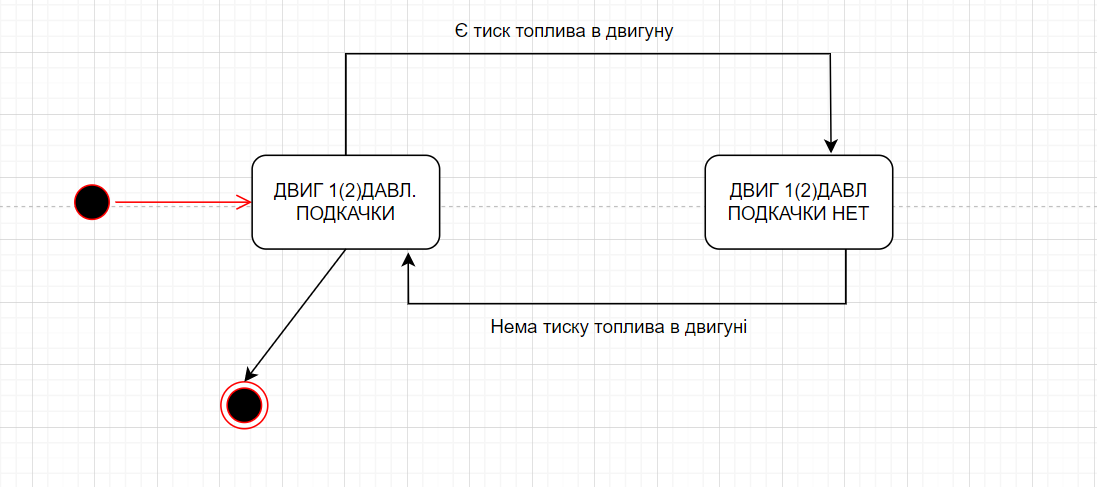 Є тиск топлива в двигуну
ДВИГ 1(2)ДАВЛ.
ПОДКАЧКИ
ДВИГ 1(2)ДАВЛ
ПОДКАЧКИ НЕТ
Нема тиску топлива в двигуні